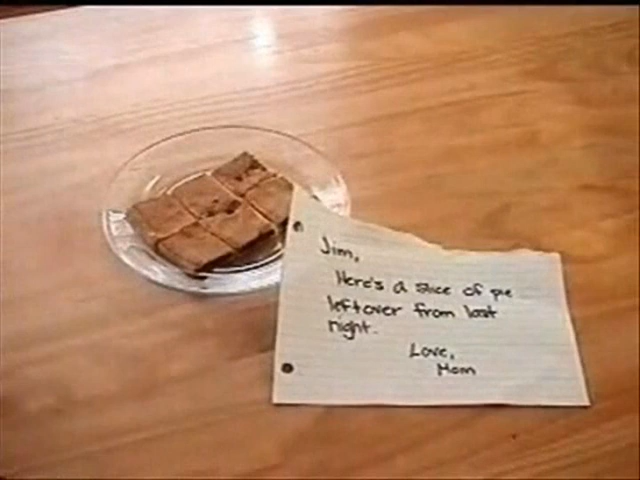 Jim,
Here's a slice of pie
leftover from last
night.
Love,
Mom